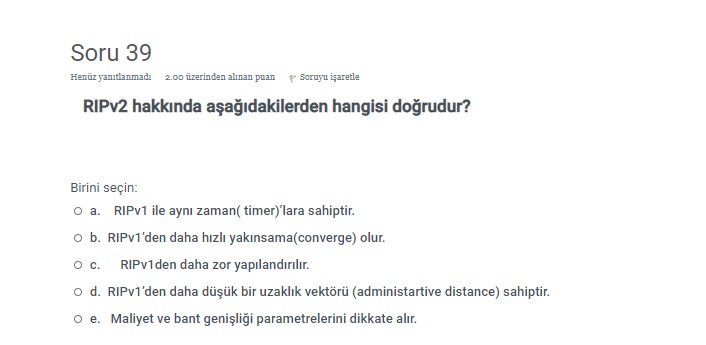 Soru 39
Henüz yanıtlanmadı 2.00 üzerinden alınan puan Soruyu işaretle
RIPv2 hakkında aşağıdakilerden hangisi doğrudur?
Birini seçin:
a. RIPv1 ile aynı zaman( timer)'lara sahiptir.
b. RIPv1'den daha hızlı yakınsama(converge) olur.
c. RIPv1den daha zor yapılandırılır.
d. RIPv1'den daha düşük bir uzaklık vektörü (administartive distance) sahiptir.
e. Maliyet ve bant genişliği parametrelerini dikkate alır.